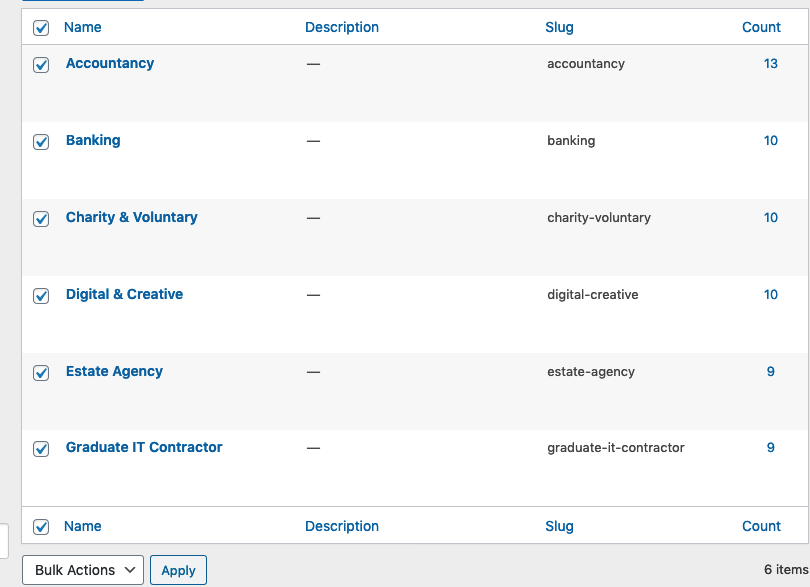 Name Description Slug Count
Accountancy — accountancy 13
Banking — banking 10
Charity & Voluntary — charity-voluntary 10
Digital & Creative — digital-creative 10
Estate Agency — estate-agency 9
Graduate IT Contractor — graduate-it-contractor 9
Name Description Slug Count
Bulk Actions Apply 6 items